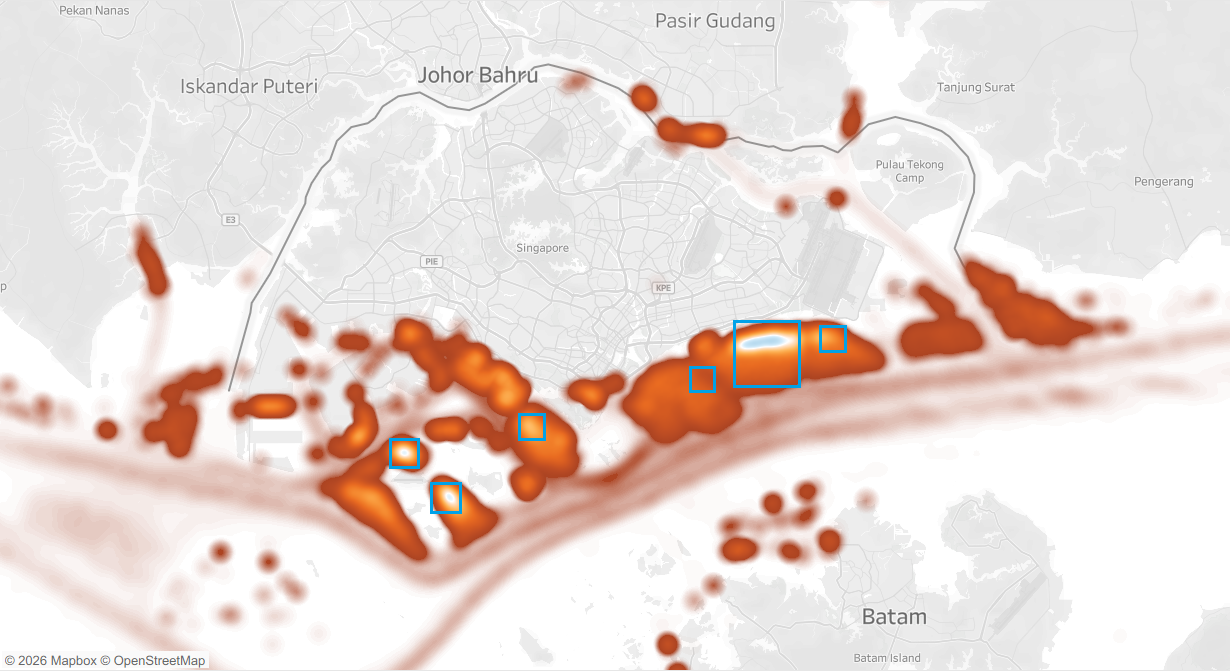 Pekan Nanas
Pasir Gudang
Johor Bahru
Iskandar Puteri
Tanjung Surat
Pulau Tekong
Camp
Pengerang
E3
Singapore
PIE
KPE
p
Batam
Batam Island
© 2026 Mapbox © OpenStreetMap